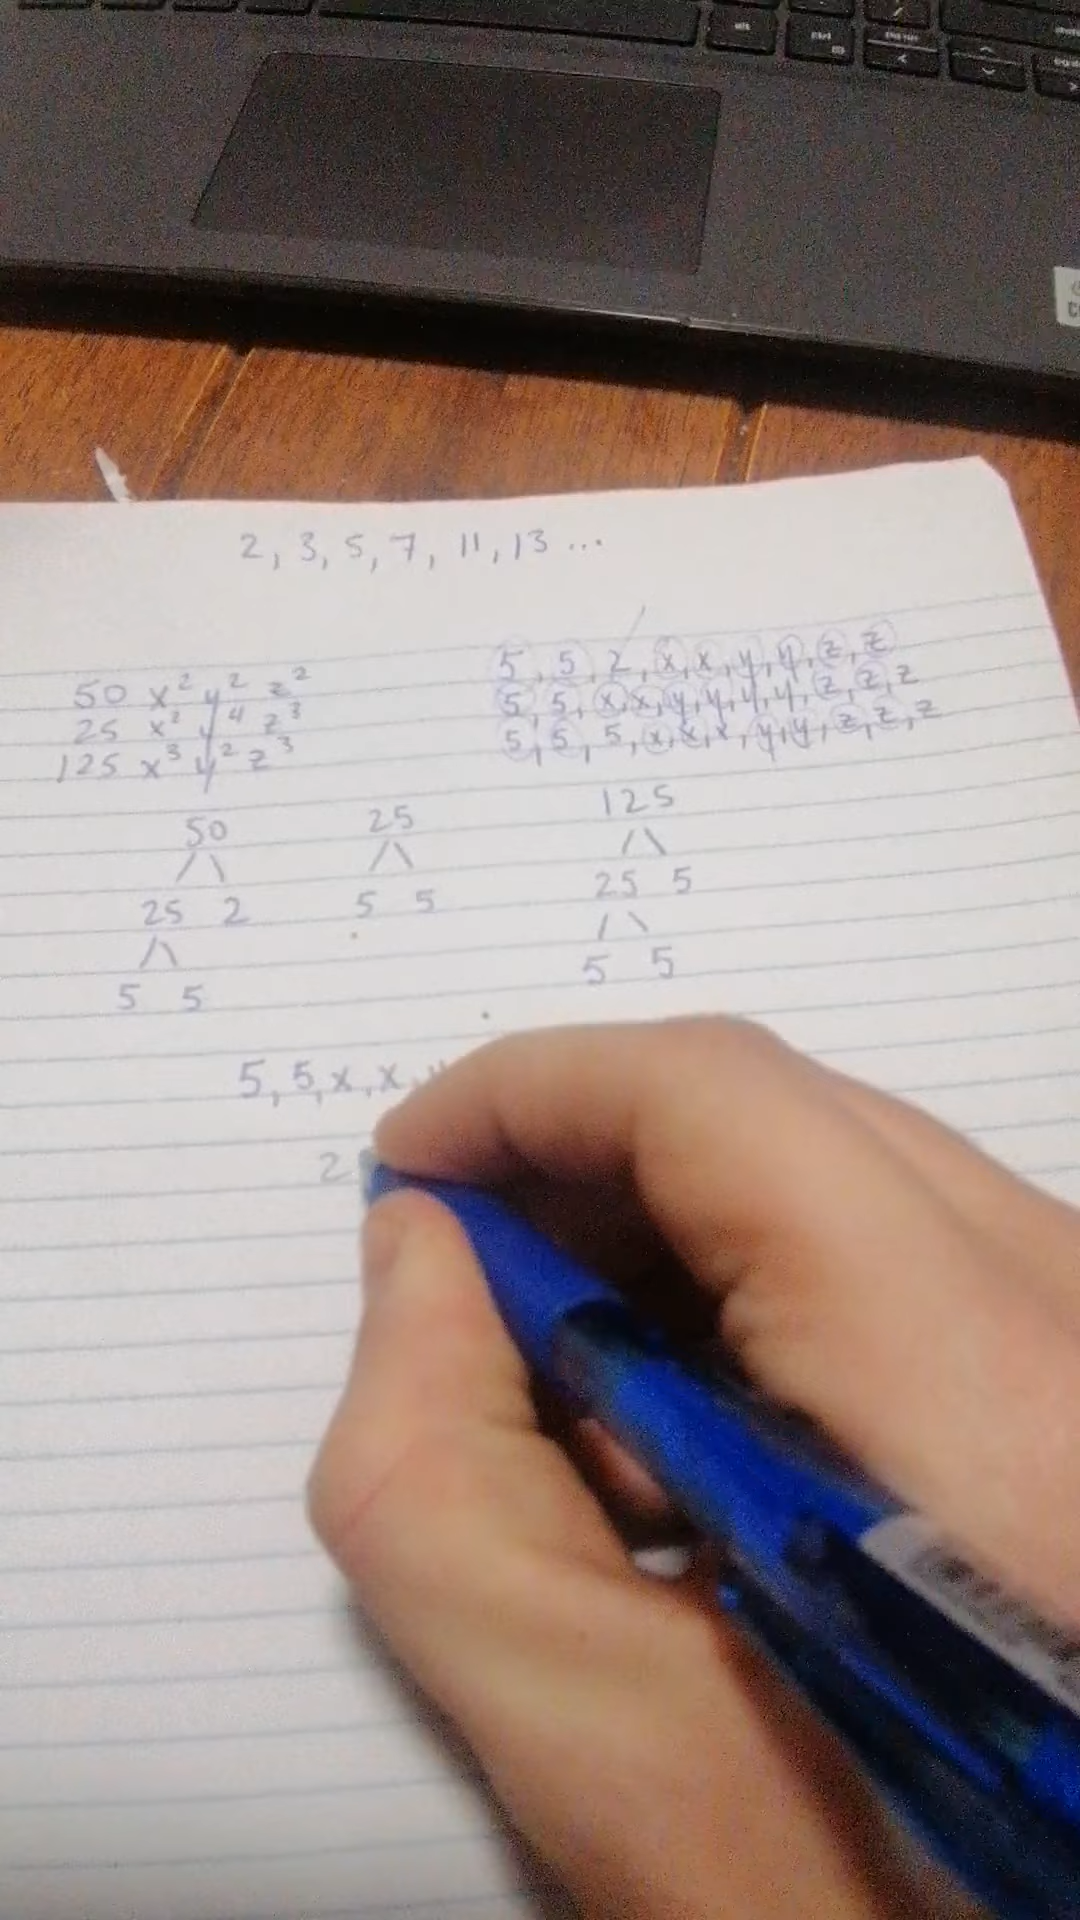 2, 3, 5, 7, 11, 13 ...
50 x² y² z²
25 x² y⁴ z³
125 x³ y² z³
5, 5, 2, x, x, y, y, z, z
5, 5, x, x, y, y, y, y, z, z, z
5, 5, 5, x, x, x, y, y, z, z, z
50
25 2
5 5
25
5 5
125
25 5
5 5
5, 5, x, x, y
2